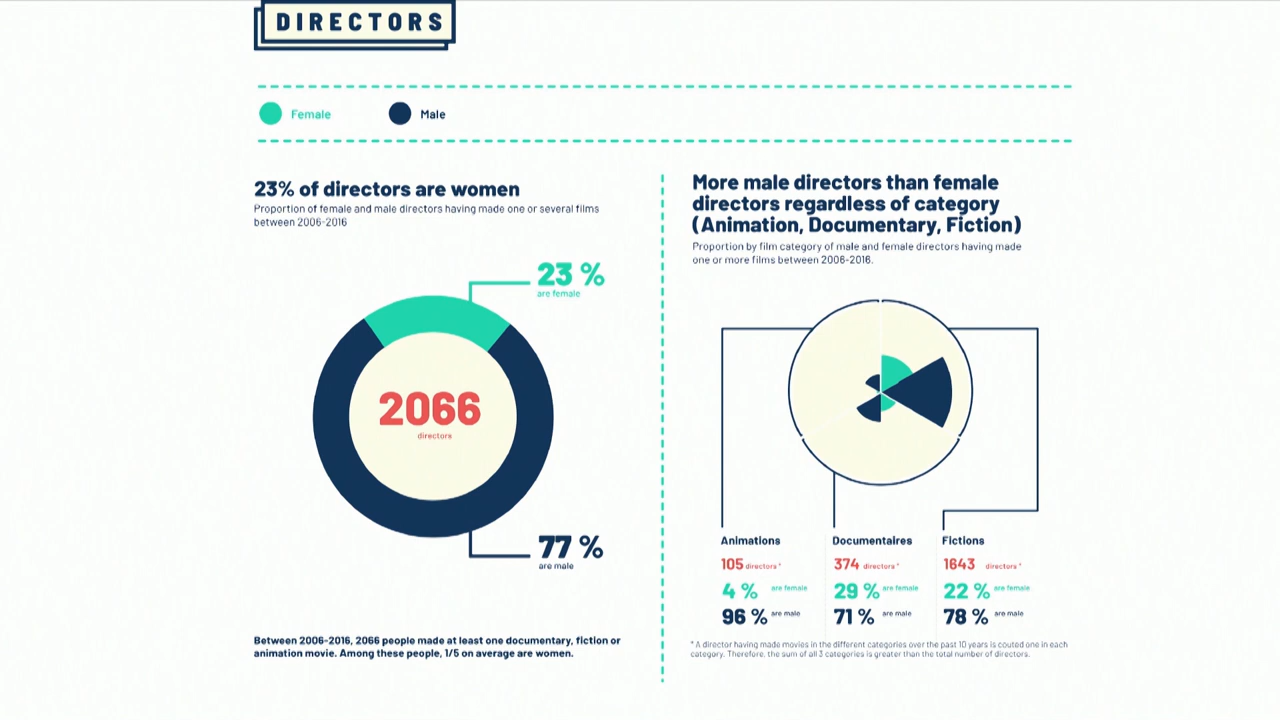 DIRECTORS
Female
Male
23% of directors are women
Proportion of female and male directors having made one or several films
between 2006-2016
23 %
are female
2066
directors
77 %
are male
Between 2006-2016, 2066 people made at least one documentary, fiction or
animation movie. Among these people, 1/5 on average are women.
More male directors than female
directors regardless of category
(Animation, Documentary, Fiction)
Proportion by film category of male and female directors having made
one or more films between 2006-2016.
Animations
105 directors *
4 % are female
96 % are male
Documentaires
374 directors *
29 % are female
71 % are male
Fictions
1643 directors *
22 % are female
78 % are male
* A director having made movies in the different categories over the past 10 years is couted one in each
category. Therefore, the sum of all 3 categories is greater than the total number of directors.